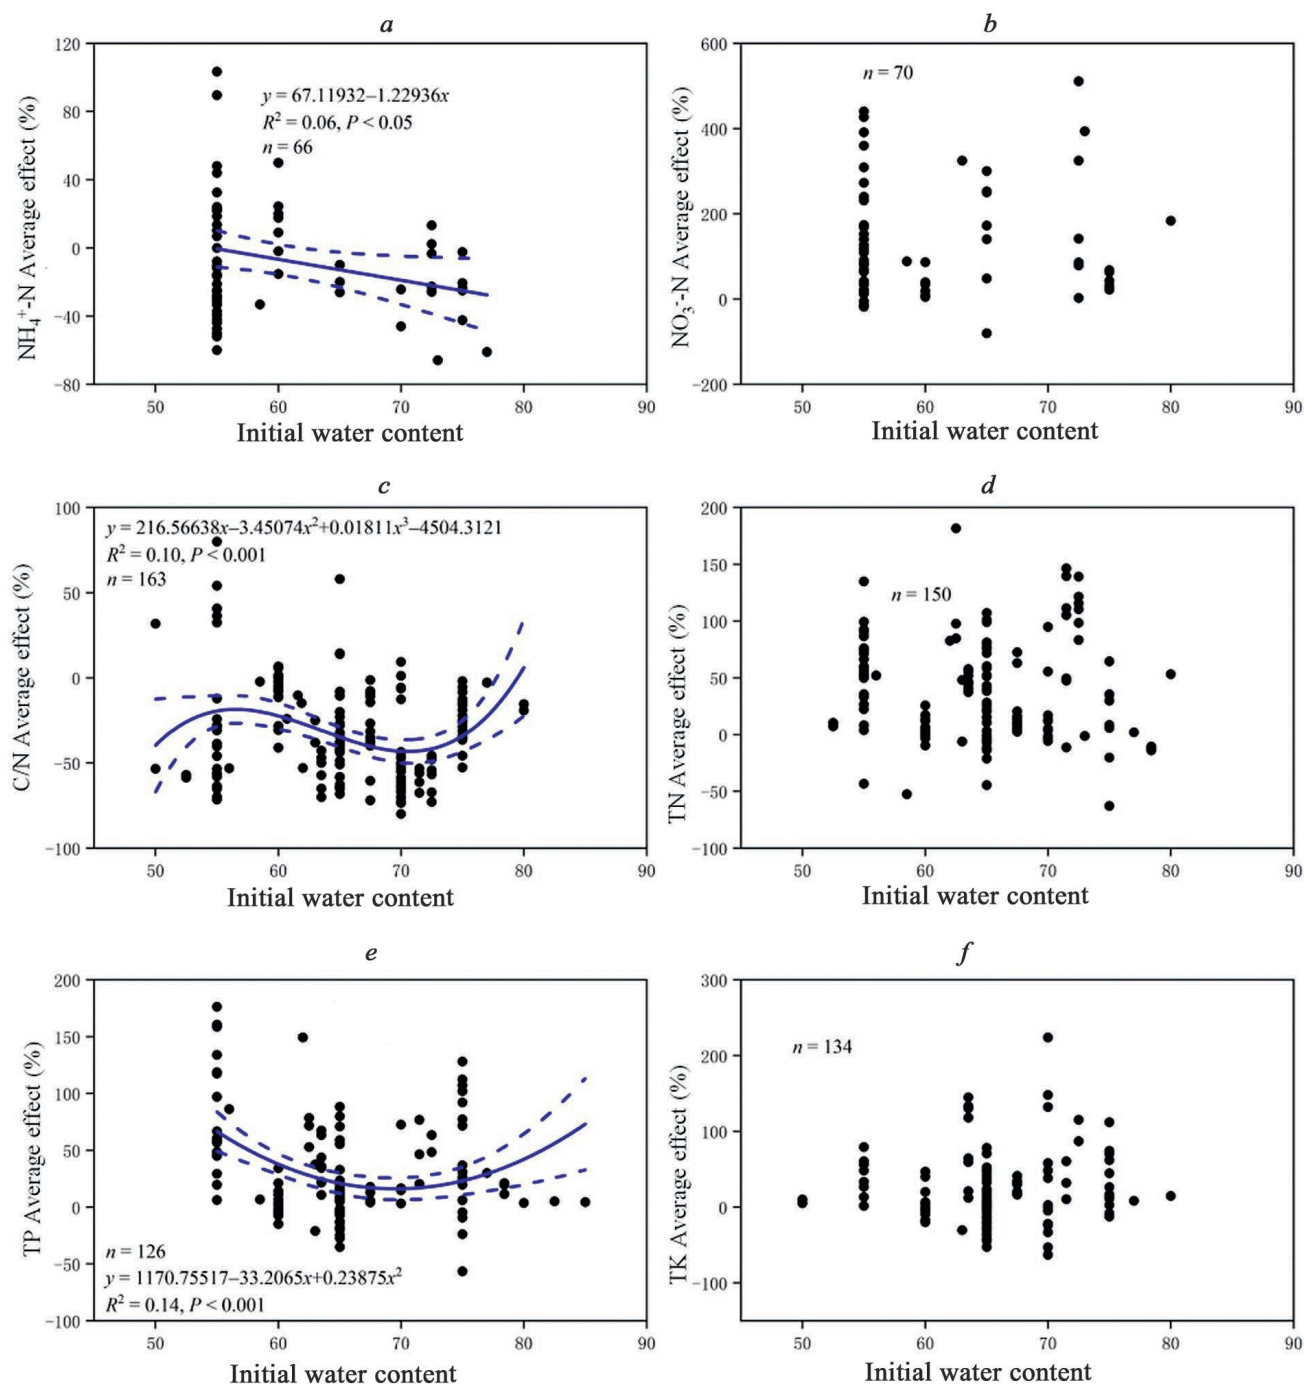 a
120
80
40
0
−40
−80
50 60 70 80 90
NH₄⁺-N Average effect (%)
Initial water content
y = 67.11932–1.22936x
R² = 0.06, P < 0.05
n = 66
b
600
400
200
0
−200
50 60 70 80 90
NO₃⁻-N Average effect (%)
Initial water content
n = 70
c
100
50
0
−50
−100
50 60 70 80 90
C/N Average effect (%)
Initial water content
y = 216.56638x–3.45074x²+0.01811x³–4504.3121
R² = 0.10, P < 0.001
n = 163
d
200
150
100
50
0
−50
−100
50 60 70 80 90
TN Average effect (%)
Initial water content
n = 150
e
200
150
100
50
0
−50
−100
50 60 70 80 90
TP Average effect (%)
Initial water content
n = 126
y = 1170.75517–33.2065x+0.23875x²
R² = 0.14, P < 0.001
f
300
200
100
0
−100
50 60 70 80 90
TK Average effect (%)
Initial water content
n = 134